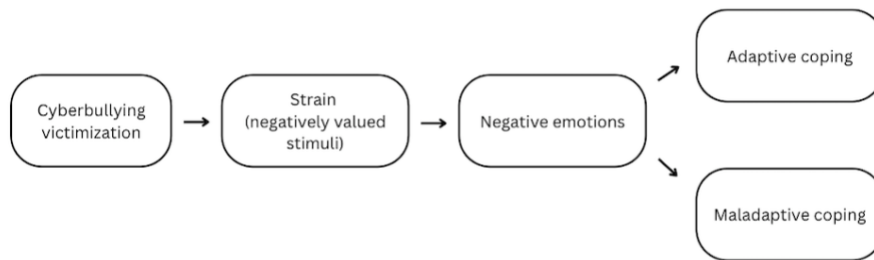 Cyberbullying
victimization
Strain
(negatively valued
stimuli)
Negative emotions
Adaptive coping
Maladaptive coping